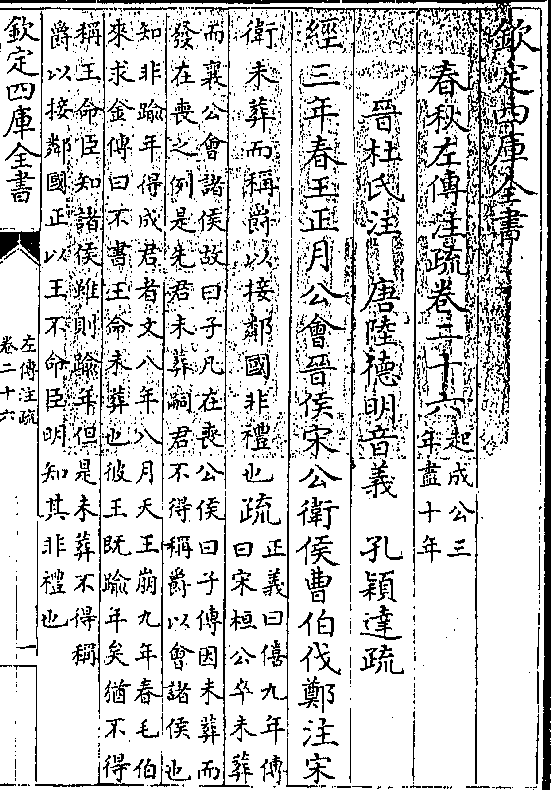 欽定四庫全書
春秋左傳注疏卷二十六起成公三
年盡十年
晉杜氏注　唐陸德明音義　孔穎達疏
經三年春王正月公會晉侯宋公衛侯曹伯伐鄭注宋
衛未葬而稱爵以接鄰國非禮也疏正義曰僖九年傳
曰宋桓公卒未葬
而襄公會諸侯故曰子凡在喪公侯曰子傳因未葬而
發在喪之例是先君未葬嗣君不得稱爵以會諸侯也
知非踰年得成君者文八年八月天王崩九年春毛伯
來求金傳曰不書王命未葬也彼王既踰年矣猶不得
稱王命臣知諸侯雖則踰年但是未葬不得稱
爵以接鄰國正以王不命臣明知其非禮也
欽定四庫全書
左傳注疏
卷二十六
一